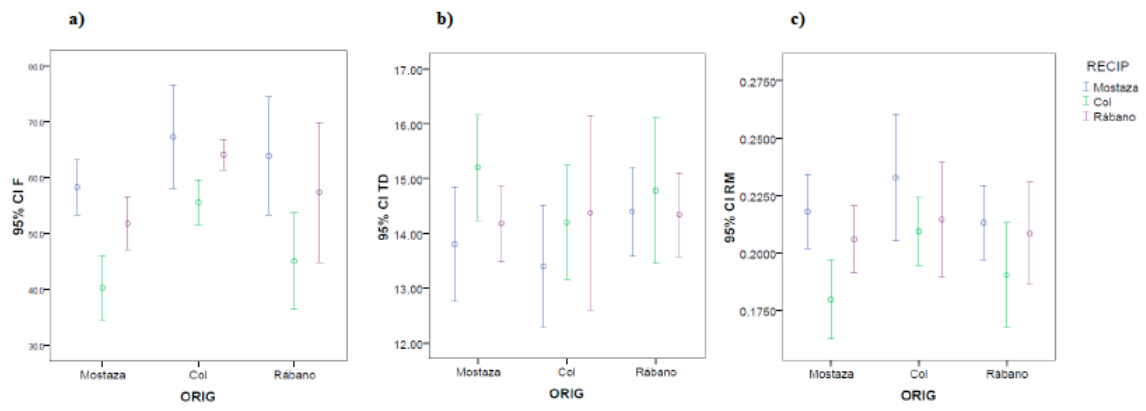 a)
95% CI F
80.0
70.0
60.0
50.0
40.0
30.0
Mostaza Col Rábano
ORIG
b)
95% CI TD
17.00
16.00
15.00
14.00
13.00
12.00
Mostaza Col Rábano
ORIG
c)
95% CI RM
0.2750
0.2500
0.2250
0.2000
0.1750
Mostaza Col Rábano
ORIG
RECIP
Mostaza
Col
Rábano